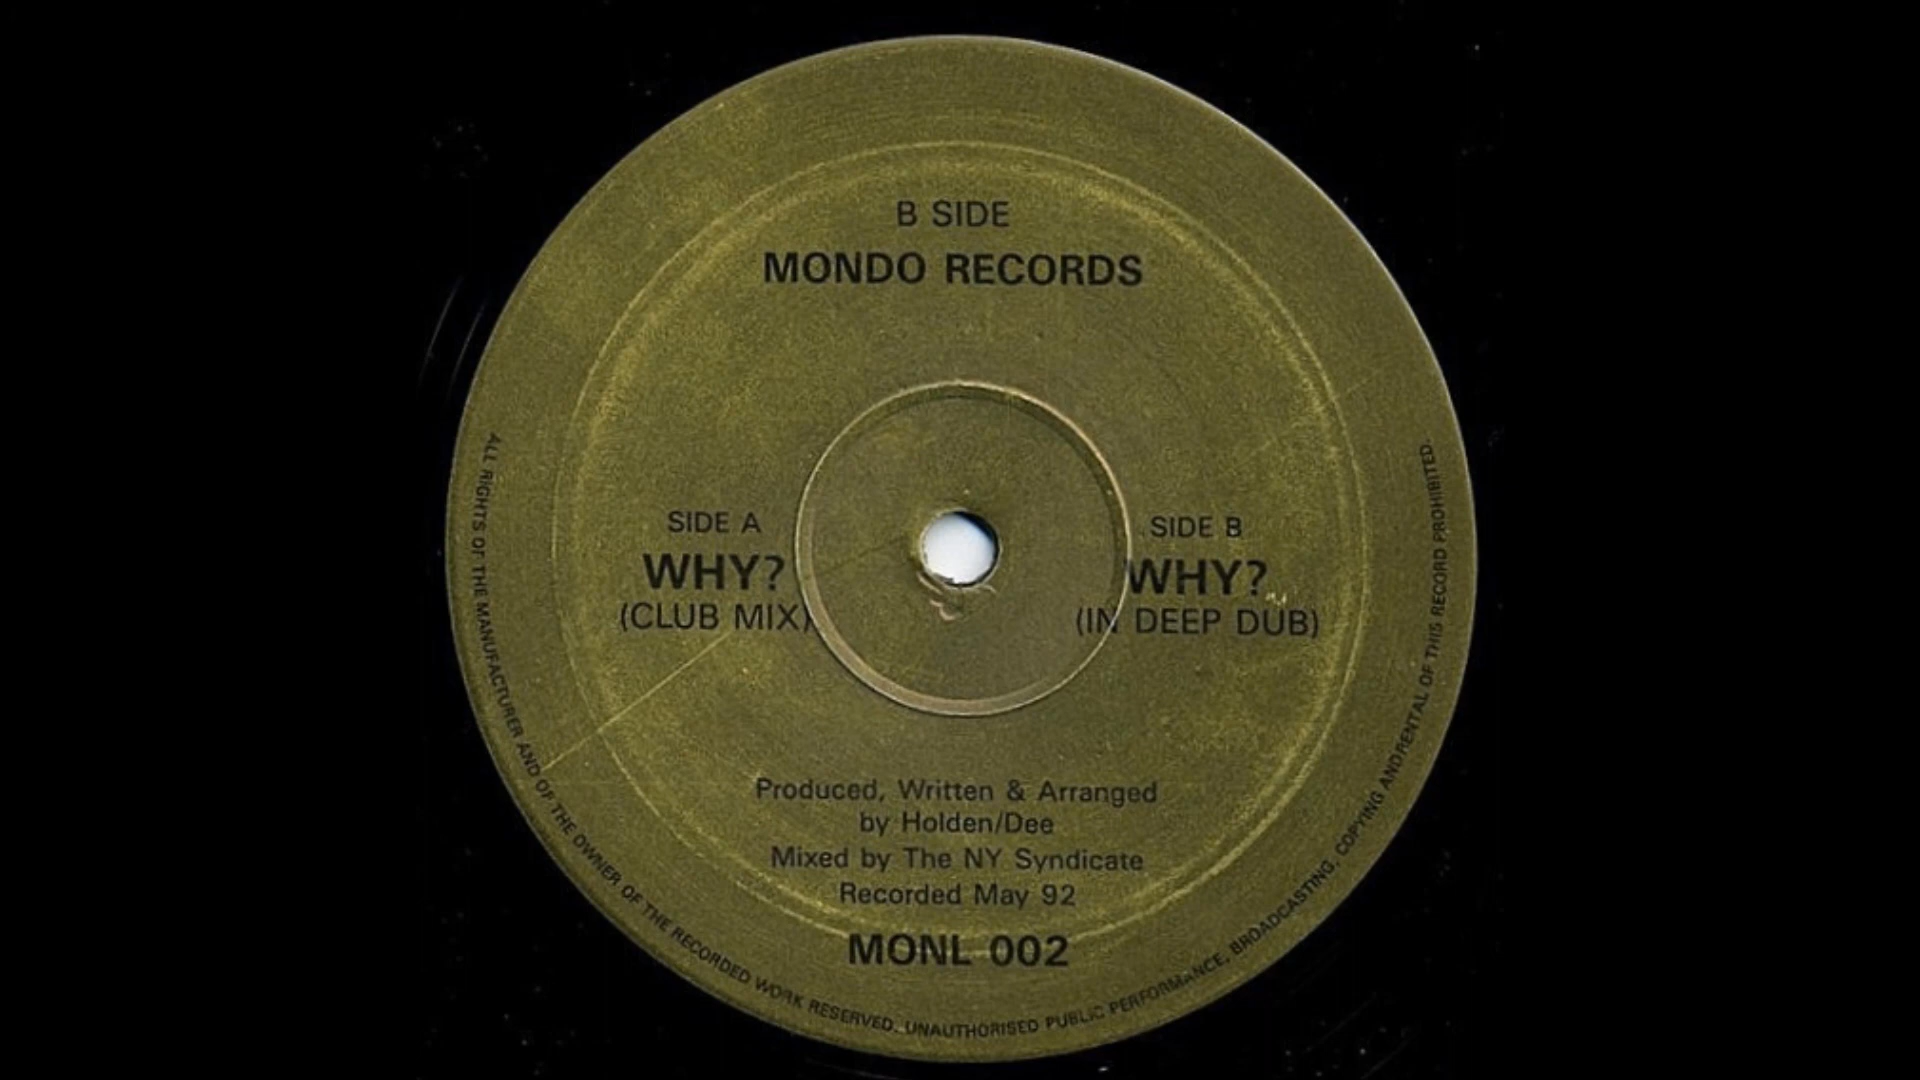 B SIDE
MONDO RECORDS
SIDE A
WHY?
(CLUB MIX)
SIDE B
WHY?
(IN DEEP DUB)
Produced, Written & Arranged
by Holden/Dee
Mixed by The NY Syndicate
Recorded May 92
MONL 002
ALL RIGHTS OF THE MANUFACTURER AND OF THE OWNER OF THE RECORDED WORK RESERVED. UNAUTHORISED PUBLIC PERFORMANCE, BROADCASTING, COPYING AND RENTAL OF THIS RECORD PROHIBITED.